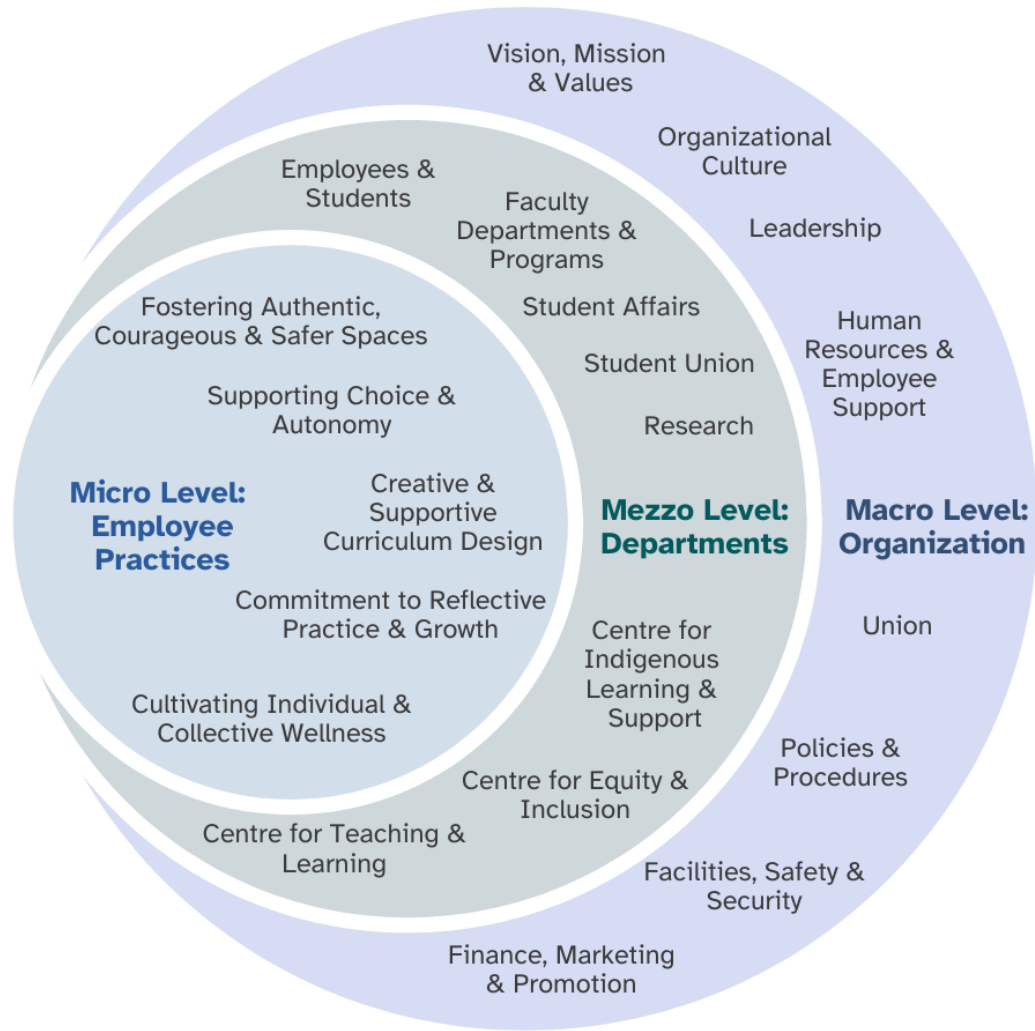 Vision, Mission
& Values
Organizational
Culture
Leadership
Human
Resources &
Employee
Support
Macro Level:
Organization
Union
Policies &
Procedures
Facilities, Safety &
Security
Finance, Marketing
& Promotion
Employees &
Students
Faculty
Departments &
Programs
Student Affairs
Student Union
Research
Mezzo Level:
Departments
Centre for
Indigenous
Learning &
Support
Centre for Equity &
Inclusion
Centre for Teaching &
Learning
Fostering Authentic,
Courageous & Safer Spaces
Supporting Choice &
Autonomy
Micro Level:
Employee
Practices
Creative &
Supportive
Curriculum Design
Commitment to Reflective
Practice & Growth
Cultivating Individual &
Collective Wellness